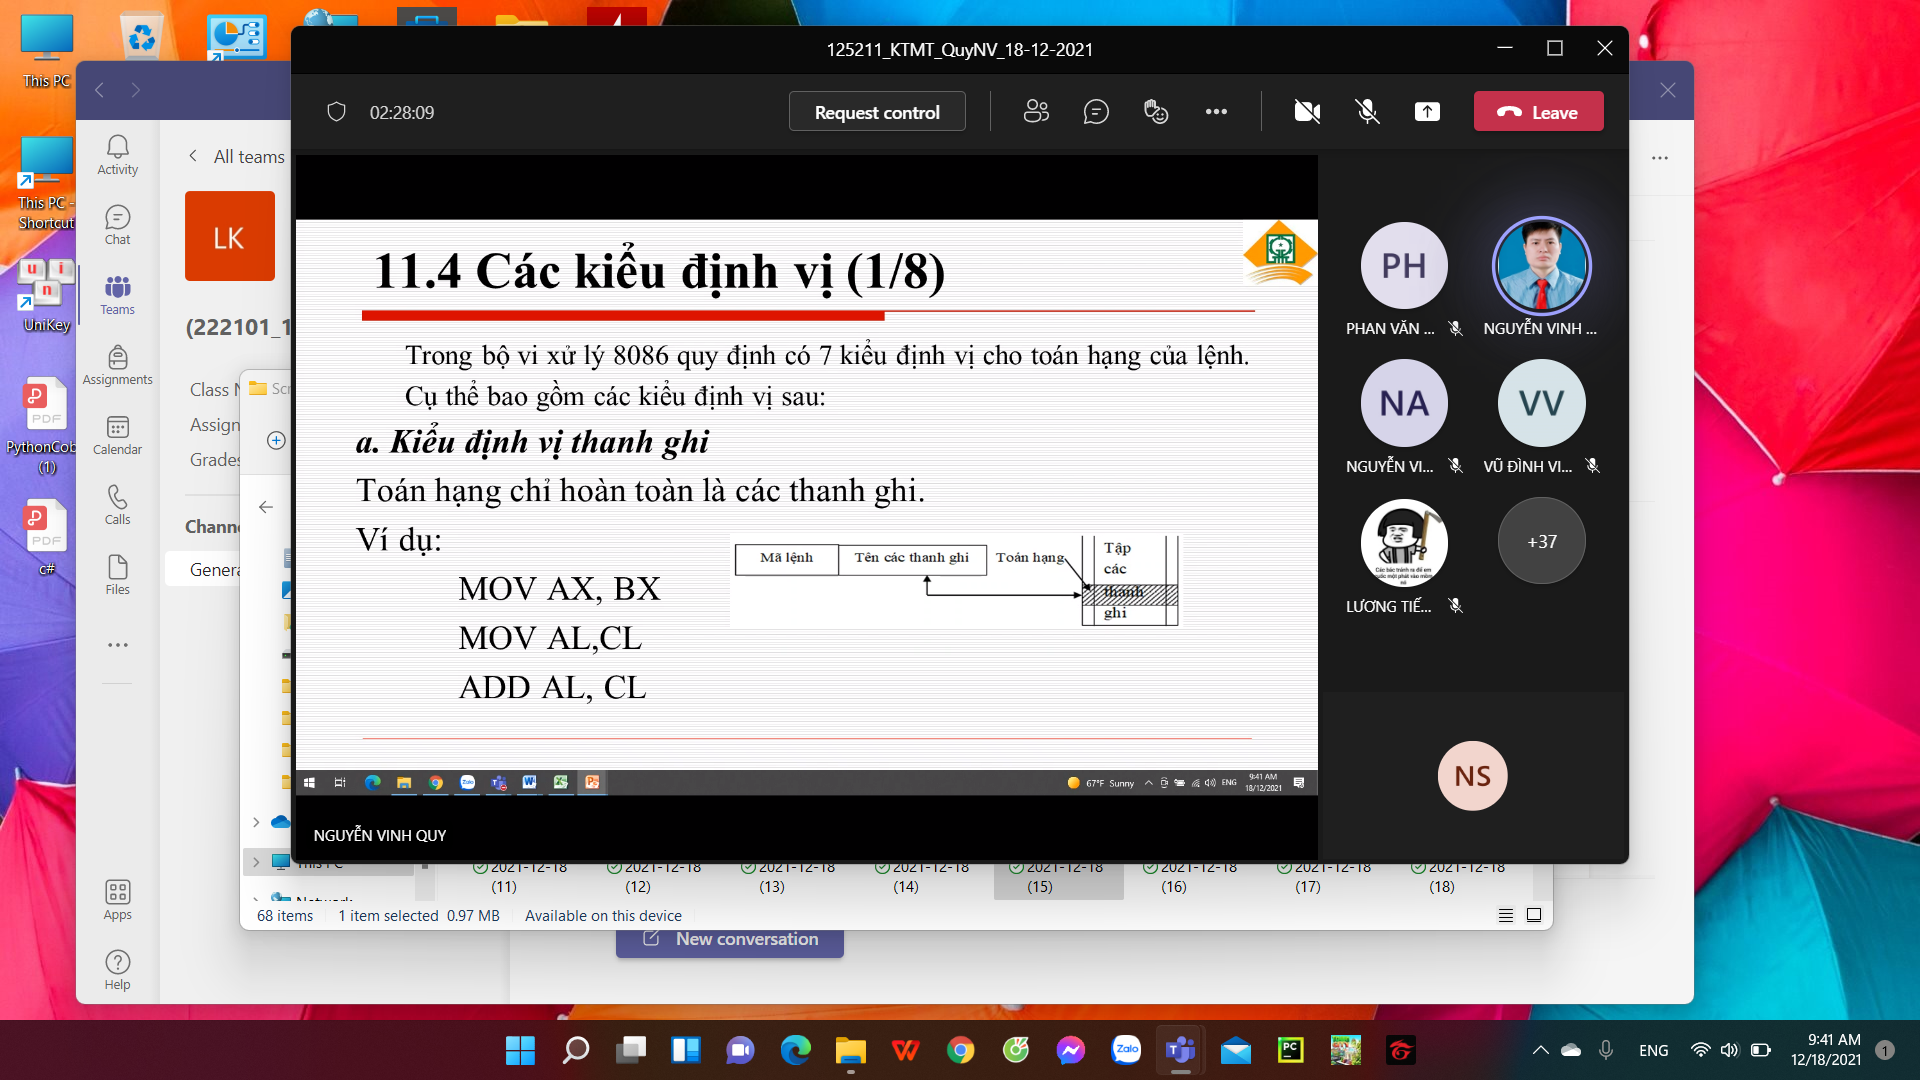 This PC
This PC -
Shortcut
UniKey
PythonCob
(1)
c#
Activity
Chat
Teams
Assignments
Calendar
Calls
Files
Apps
Help
All teams
LK
(222101_1
Class N
Assign
Grades
Channe
Genera
Scr
125211_KTMT_QuyNV_18-12-2021
02:28:09
Request control
Leave
11.4 Các kiểu định vị (1/8)
Trong bộ vi xử lý 8086 quy định có 7 kiểu định vị cho toán hạng của lệnh.
Cụ thể bao gồm các kiểu định vị sau:
a. Kiểu định vị thanh ghi
Toán hạng chỉ hoàn toàn là các thanh ghi.
Ví dụ:
MOV AX, BX
MOV AL,CL
ADD AL, CL
Mã lệnh
Tên các thanh ghi
Toán hạng
Tập
các
thanh
ghi
67°F Sunny
ENG
9:41 AM
18/12/2021
NGUYỄN VINH QUY
PH
PHAN VĂN ...
NGUYỄN VINH ...
NA
NGUYỄN VI...
VV
VŨ ĐÌNH VI...
LƯƠNG TIẾ...
+37
NS
This PC
Network
2021-12-18
(11)
2021-12-18
(12)
2021-12-18
(13)
2021-12-18
(14)
2021-12-18
(15)
2021-12-18
(16)
2021-12-18
(17)
2021-12-18
(18)
68 items
1 item selected 0.97 MB
Available on this device
New conversation
Zalo
PC
ENG
9:41 AM
12/18/2021
1